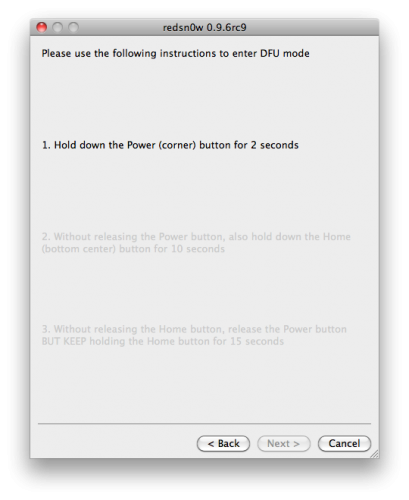 redsn0w 0.9.6rc9
Please use the following instructions to enter DFU mode
1. Hold down the Power (corner) button for 2 seconds
2. Without releasing the Power button, also hold down the Home
(bottom center) button for 10 seconds
3. Without releasing the Home button, release the Power button
BUT KEEP holding the Home button for 15 seconds
< Back
Next >
Cancel